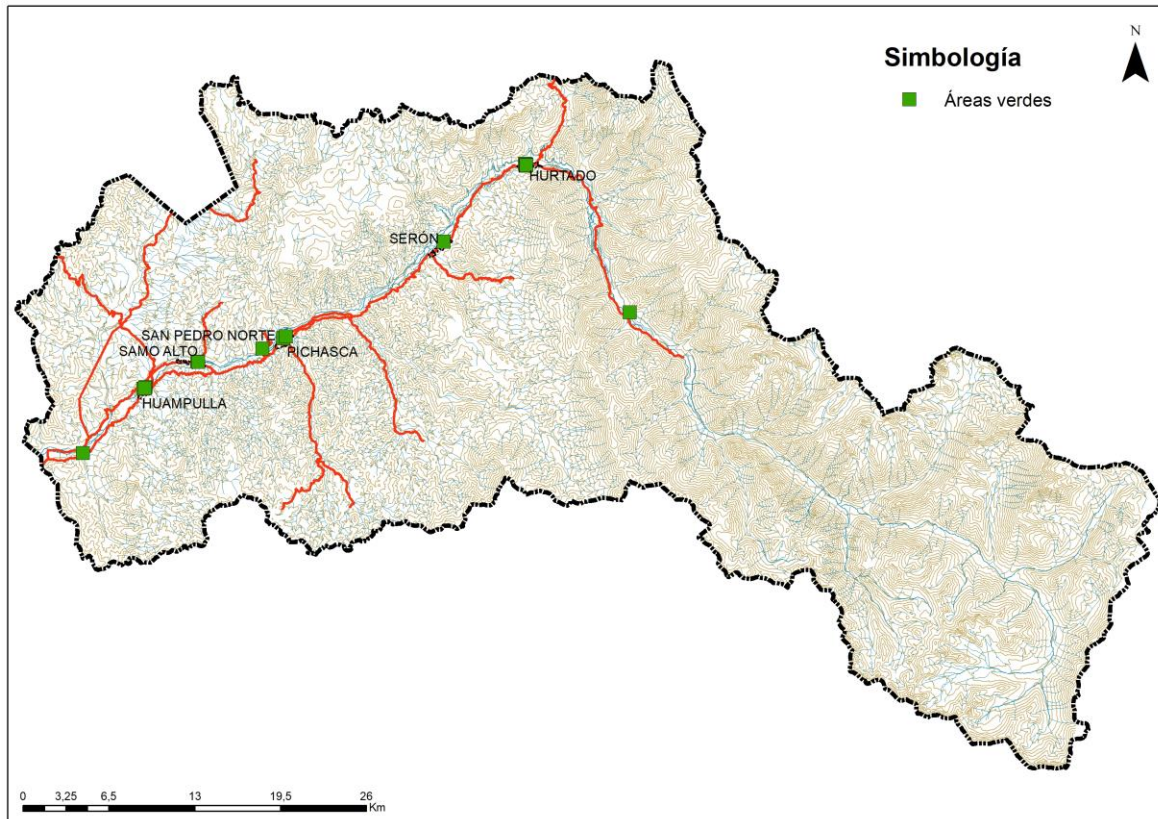 N
Simbología
Áreas verdes
HURTADO
SERÓN
SAN PEDRO NORTE
SAMO ALTO
PICHASCA
HUAMPULLA
0 3,25 6,5 13 19,5 26
Km